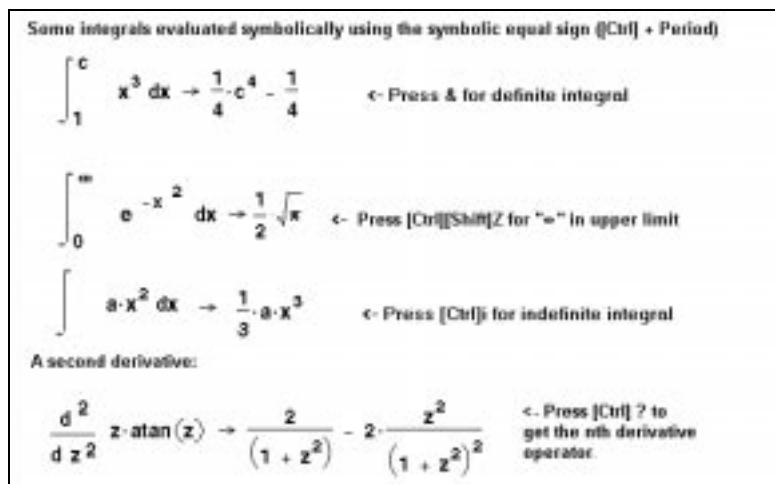 Some integrals evaluated symbolically using the symbolic equal sign ([Ctrl] + Period)
∫₁ᶜ x³ dx → 1/4·c⁴ - 1/4 <- Press & for definite integral
∫₀^∞ e^(-x²) dx → 1/2·√π <- Press [Ctrl][Shift]Z for "∞" in upper limit
∫ a·x² dx → 1/3·a·x³ <- Press [Ctrl]i for indefinite integral
A second derivative:
d²/dz² z·atan(z) → 2/(1 + z²) - 2·z²/(1 + z²)² <- Press [Ctrl] ? to
get the nth derivative
operator.